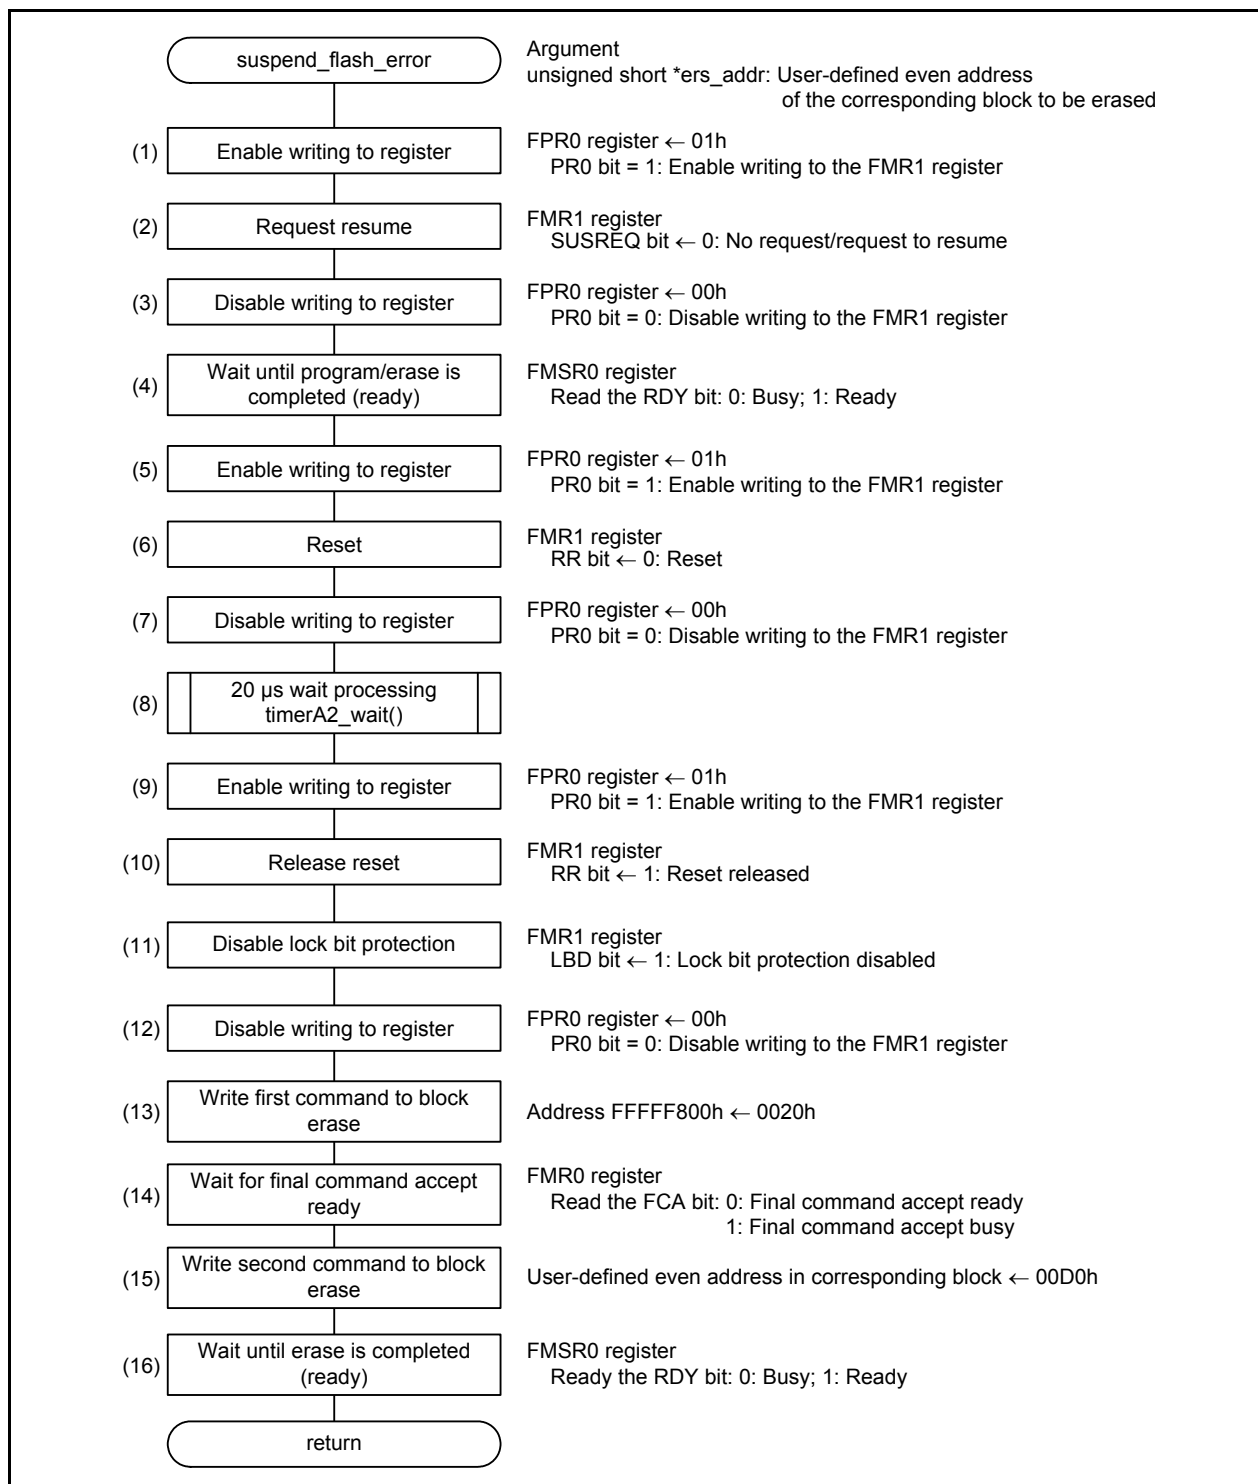 suspend_flash_error
Argument
unsigned short *ers_addr: User-defined even address
of the corresponding block to be erased
(1)
Enable writing to register
FPR0 register ← 01h
PR0 bit = 1: Enable writing to the FMR1 register
(2)
Request resume
FMR1 register
SUSREQ bit ← 0: No request/request to resume
(3)
Disable writing to register
FPR0 register ← 00h
PR0 bit = 0: Disable writing to the FMR1 register
(4)
Wait until program/erase is
completed (ready)
FMSR0 register
Read the RDY bit: 0: Busy; 1: Ready
(5)
Enable writing to register
FPR0 register ← 01h
PR0 bit = 1: Enable writing to the FMR1 register
(6)
Reset
FMR1 register
RR bit ← 0: Reset
(7)
Disable writing to register
FPR0 register ← 00h
PR0 bit = 0: Disable writing to the FMR1 register
(8)
20 µs wait processing
timerA2_wait()
(9)
Enable writing to register
FPR0 register ← 01h
PR0 bit = 1: Enable writing to the FMR1 register
(10)
Release reset
FMR1 register
RR bit ← 1: Reset released
(11)
Disable lock bit protection
FMR1 register
LBD bit ← 1: Lock bit protection disabled
(12)
Disable writing to register
FPR0 register ← 00h
PR0 bit = 0: Disable writing to the FMR1 register
(13)
Write first command to block
erase
Address FFFFF800h ← 0020h
(14)
Wait for final command accept
ready
FMR0 register
Read the FCA bit: 0: Final command accept ready
1: Final command accept busy
(15)
Write second command to block
erase
User-defined even address in corresponding block ← 00D0h
(16)
Wait until erase is completed
(ready)
FMSR0 register
Ready the RDY bit: 0: Busy; 1: Ready
return